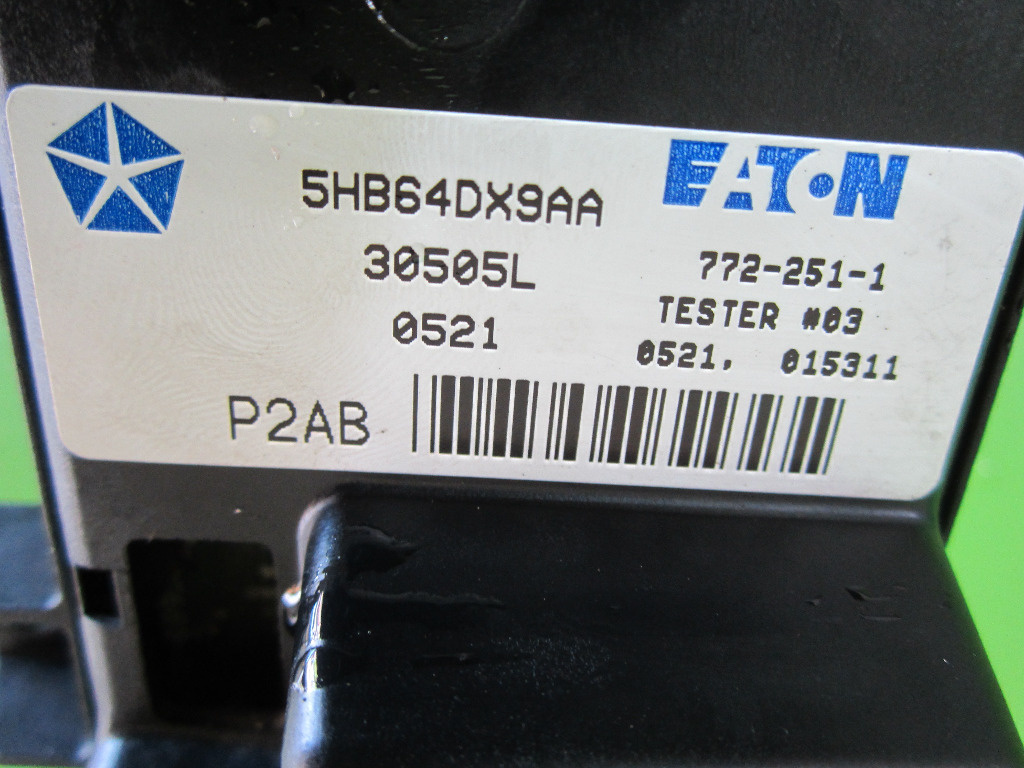 5HB64DX9AA
EATON
30505L
772-251-1
0521
TESTER #03
0521, 015311
P2AB